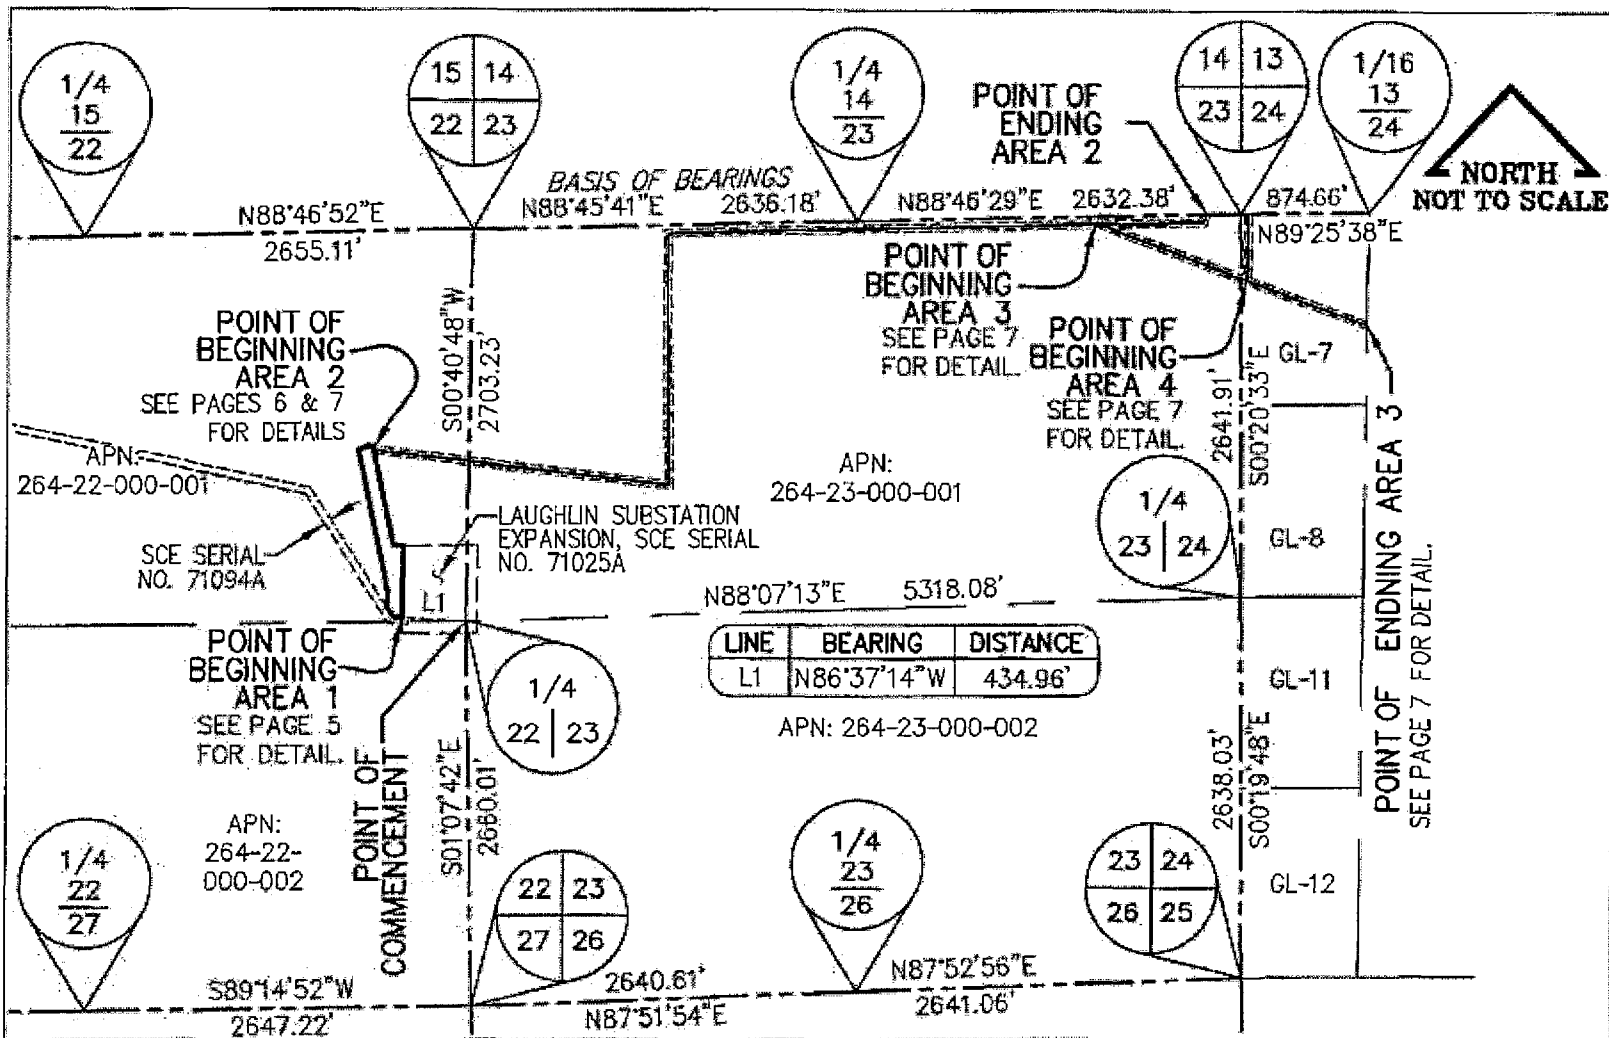 1/4
15
22
15 14
22 23
1/4
14
23
POINT OF
ENDING
AREA 2
14 13
23 24
1/16
13
24
NORTH
NOT TO SCALE
BASIS OF BEARINGS
N88°46'52"E
2655.11'
N88°45'41"E 2636.18'
N88°46'29"E 2632.38'
874.66'
N89°25'38"E
POINT OF
BEGINNING
AREA 3
SEE PAGE 7
FOR DETAIL.
POINT OF
BEGINNING
AREA 4
SEE PAGE 7
FOR DETAIL.
POINT OF
BEGINNING
AREA 2
SEE PAGES 6 & 7
FOR DETAILS
S00°40'48"W
2703.23'
2641.91'
S00°20'33"E
GL-7
APN:
264-22-000-001
APN:
264-23-000-001
1/4
23 24
GL-8
SCE SERIAL
NO. 71094A
LAUGHLIN SUBSTATION
EXPANSION, SCE SERIAL
NO. 71025A
L1
N88°07'13"E 5318.08'
LINE BEARING DISTANCE
L1 N86°37'14"W 434.96'
POINT OF
BEGINNING
AREA 1
SEE PAGE 5
FOR DETAIL.
1/4
22 23
APN: 264-23-000-002
GL-11
POINT OF ENDNING AREA 3
SEE PAGE 7 FOR DETAIL.
POINT OF
COMMENCEMENT
S01°07'42"E
2660.01'
2638.03'
S00°19'48"E
APN:
264-22-
000-002
1/4
22
27
22 23
27 26
1/4
23
26
23 24
26 25
GL-12
S89°14'52"W
2647.22'
2640.61'
N87°51'54"E
N87°52'56"E
2641.06'